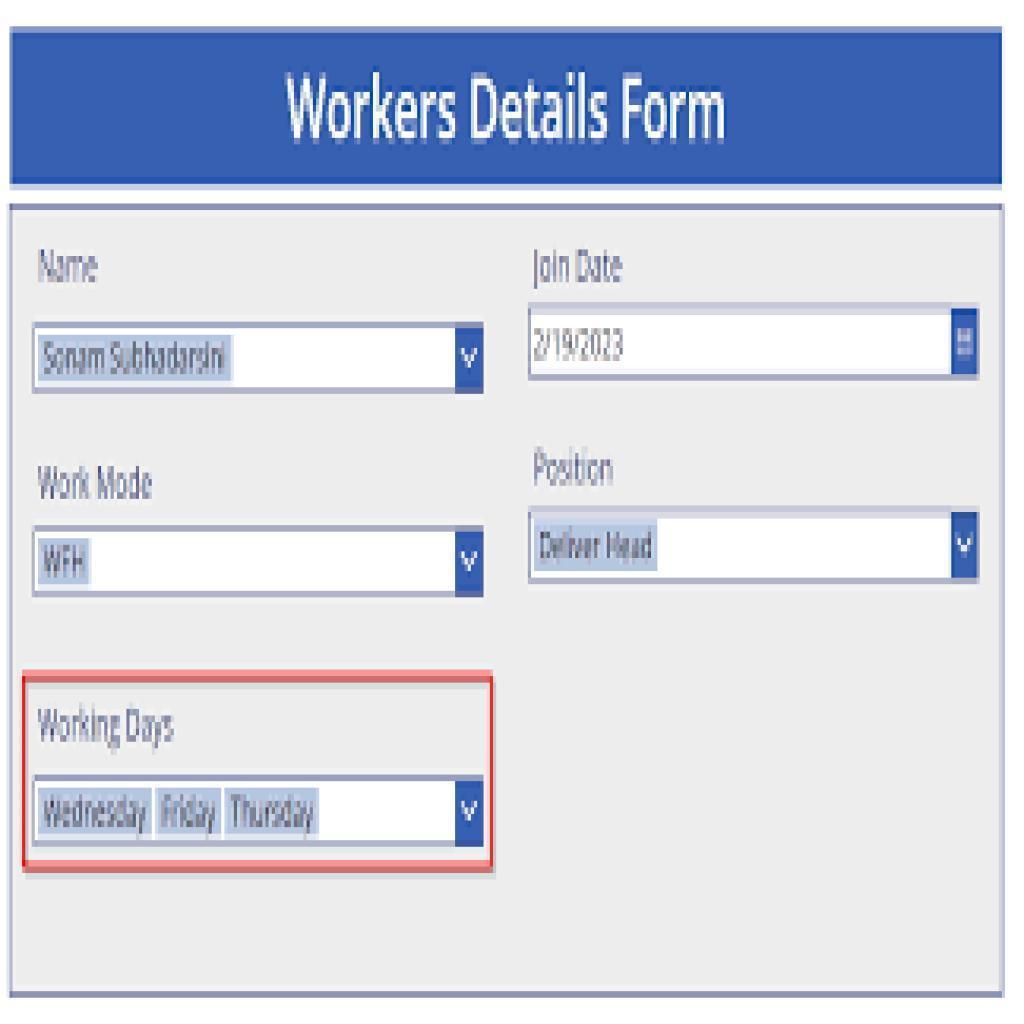 Workers Details Form
Name
Join Date
Sonam Subhadarsini
2/19/2023
Work Mode
Position
WFH
Deliver Head
Working Days
Wednesday Friday Thursday